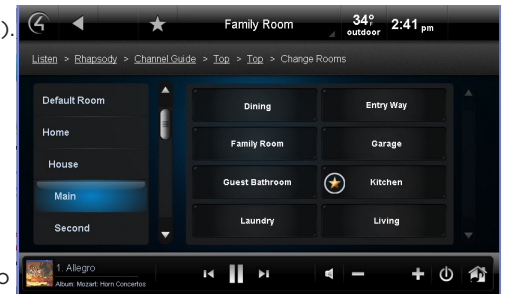 ).
Family Room
34°F
outdoor
2:41 pm
Listen > Rhapsody > Channel Guide > Top > Top > Change Rooms
Default Room
Home
House
Main
Second
Dining
Entry Way
Family Room
Garage
Guest Bathroom
Kitchen
Laundry
Living
o
1. Allegro
Album: Mozart: Horn Concertos